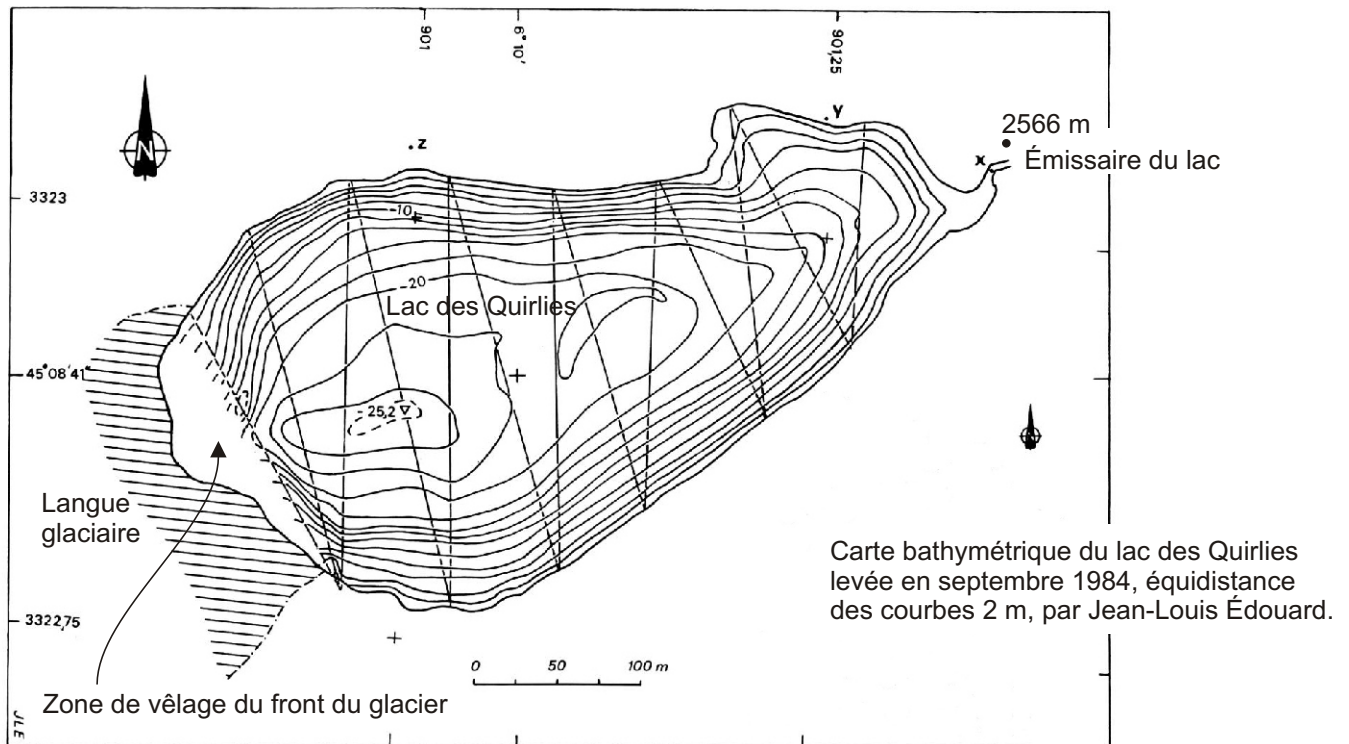 901
6° 10'
901,25
N
.z
.Y
2566 m
x
Émissaire du lac
3323
-10
-20
Lac des Quirlies
45°08'41"
-25,2
Langue
glaciaire
Carte bathymétrique du lac des Quirlies
levée en septembre 1984, équidistance
des courbes 2 m, par Jean-Louis Édouard.
3322,75
0 50 100 m
Zone de vêlage du front du glacier
JLE